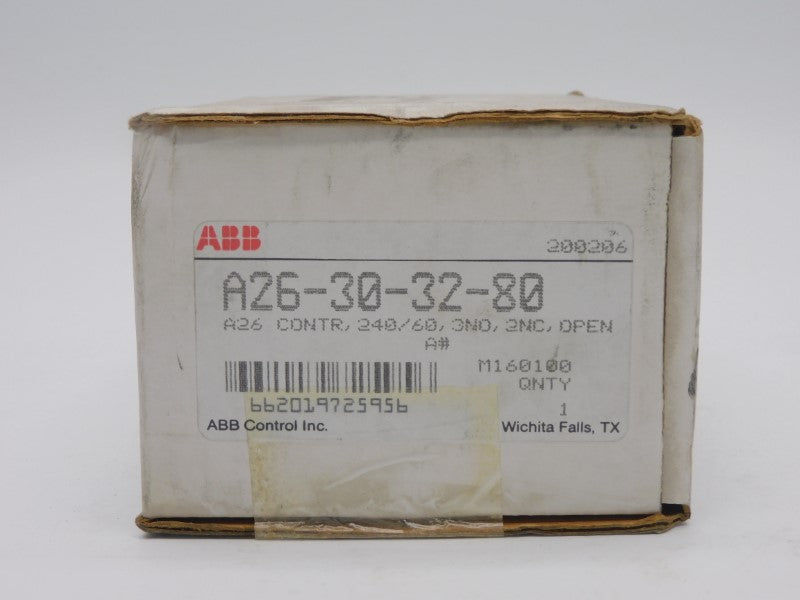 ABB
200206
A26-30-32-80
A26 CONTR, 240/60, 3NO, 2NC, OPEN
A#
M160100
QNTY
662019725956
1
ABB Control Inc.
Wichita Falls, TX